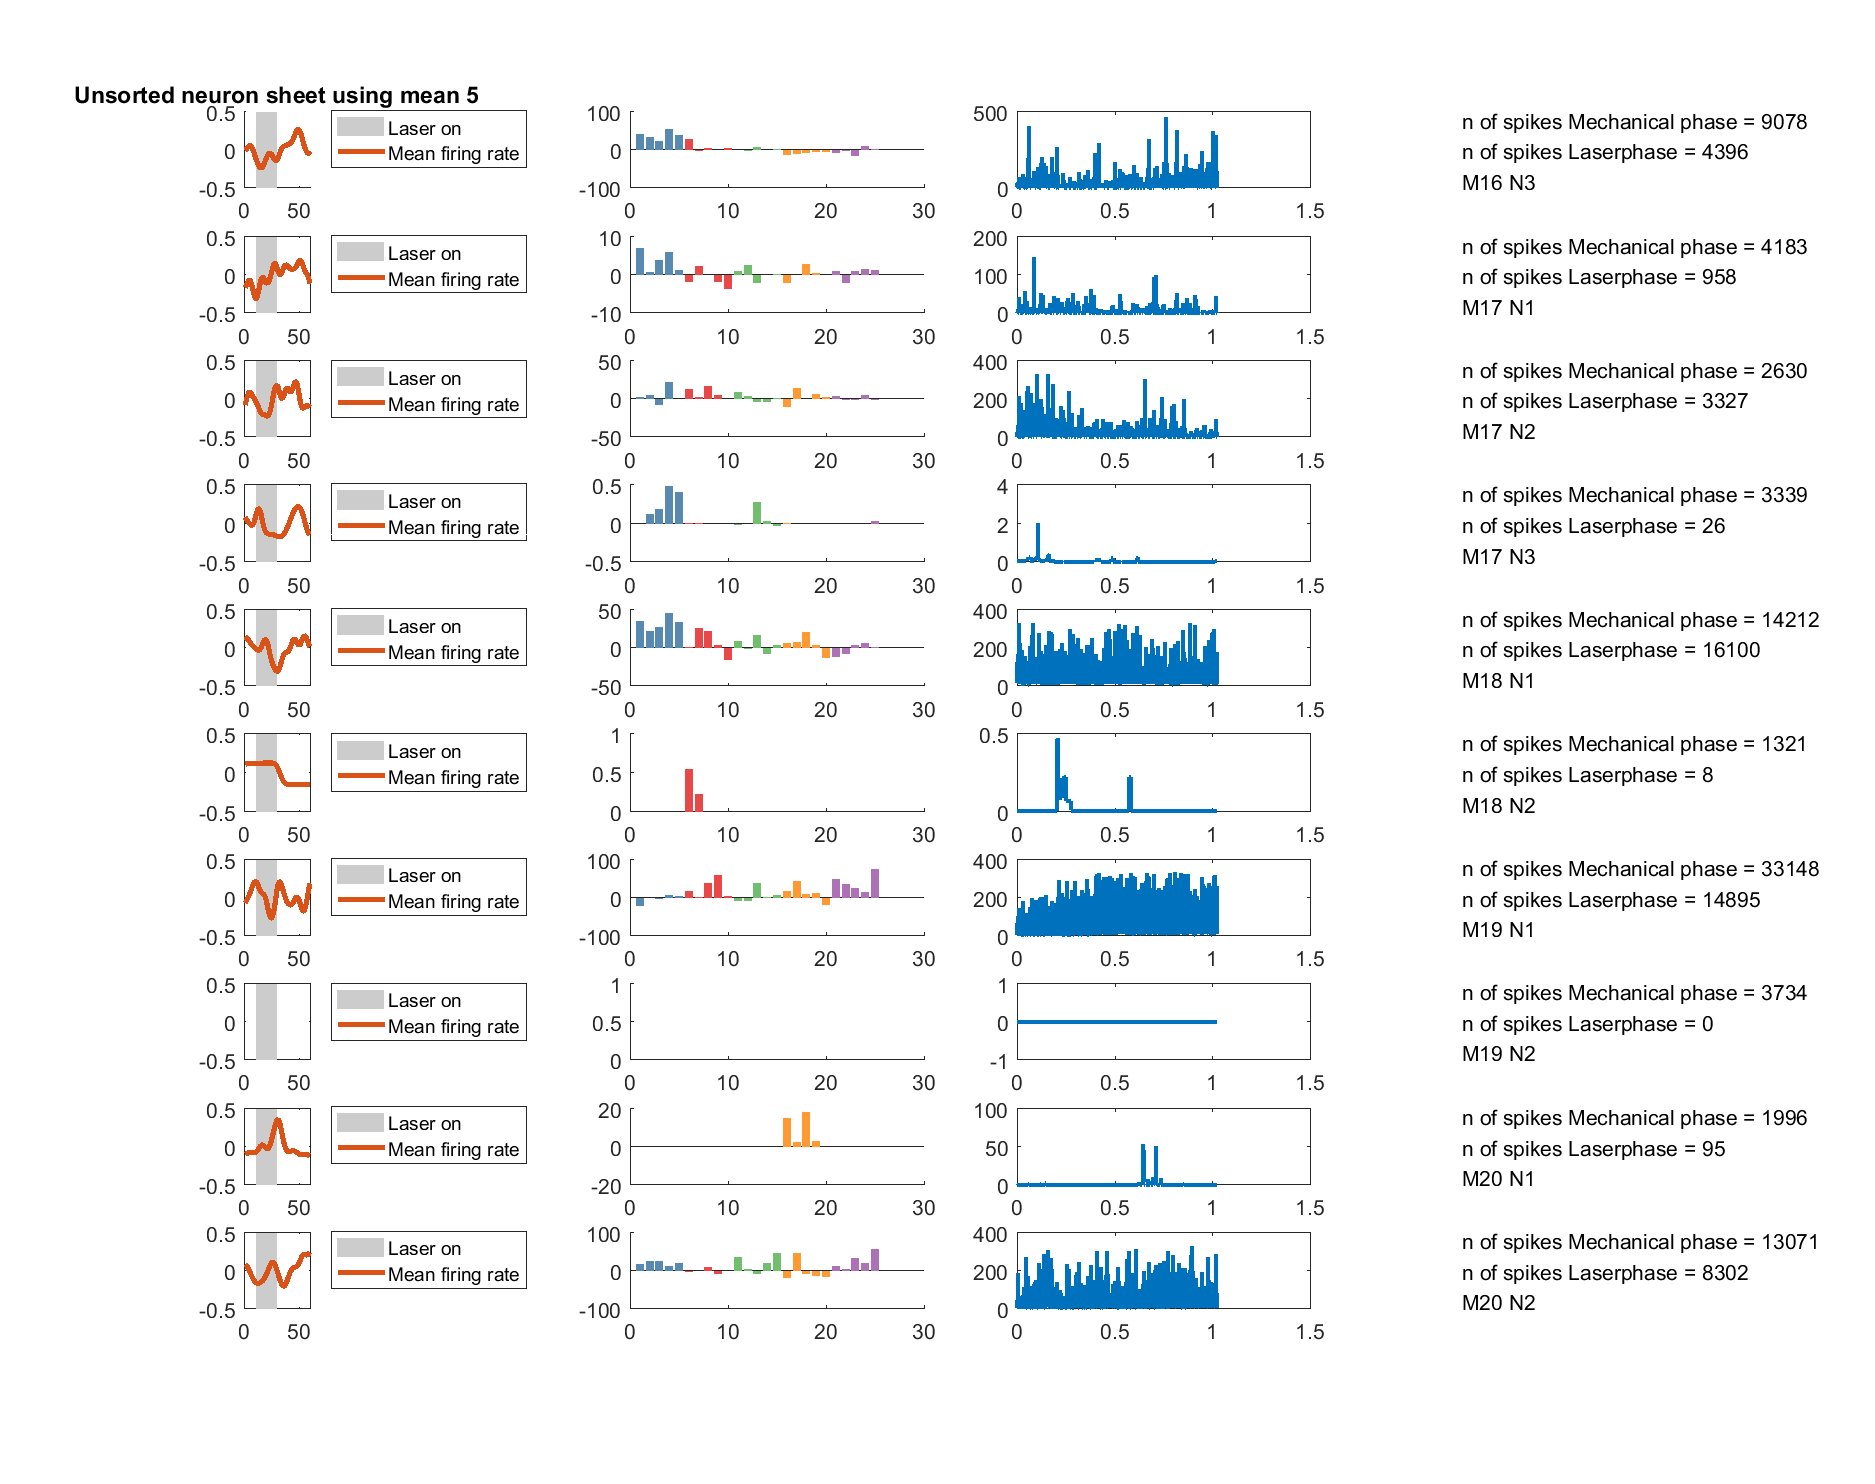 Unsorted neuron sheet using mean 5
0.5
0
-0.5
0 50
Laser on
Mean firing rate
100
0
-100
0 10 20 30
500
0
0 0.5 1 1.5
n of spikes Mechanical phase = 9078
n of spikes Laserphase = 4396
M16 N3
0.5
0
-0.5
0 50
Laser on
Mean firing rate
10
0
-10
0 10 20 30
200
100
0
0 0.5 1 1.5
n of spikes Mechanical phase = 4183
n of spikes Laserphase = 958
M17 N1
0.5
0
-0.5
0 50
Laser on
Mean firing rate
50
0
-50
0 10 20 30
400
200
0
0 0.5 1 1.5
n of spikes Mechanical phase = 2630
n of spikes Laserphase = 3327
M17 N2
0.5
0
-0.5
0 50
Laser on
Mean firing rate
0.5
0
-0.5
0 10 20 30
4
2
0
0 0.5 1 1.5
n of spikes Mechanical phase = 3339
n of spikes Laserphase = 26
M17 N3
0.5
0
-0.5
0 50
Laser on
Mean firing rate
50
0
-50
0 10 20 30
400
200
0
0 0.5 1 1.5
n of spikes Mechanical phase = 14212
n of spikes Laserphase = 16100
M18 N1
0.5
0
-0.5
0 50
Laser on
Mean firing rate
1
0.5
0
0 10 20 30
0.5
0
0 0.5 1 1.5
n of spikes Mechanical phase = 1321
n of spikes Laserphase = 8
M18 N2
0.5
0
-0.5
0 50
Laser on
Mean firing rate
100
0
-100
0 10 20 30
400
200
0
0 0.5 1 1.5
n of spikes Mechanical phase = 33148
n of spikes Laserphase = 14895
M19 N1
0.5
0
-0.5
0 50
Laser on
Mean firing rate
1
0.5
0
0 10 20 30
1
0
-1
0 0.5 1 1.5
n of spikes Mechanical phase = 3734
n of spikes Laserphase = 0
M19 N2
0.5
0
-0.5
0 50
Laser on
Mean firing rate
20
0
-20
0 10 20 30
100
50
0
0 0.5 1 1.5
n of spikes Mechanical phase = 1996
n of spikes Laserphase = 95
M20 N1
0.5
0
-0.5
0 50
Laser on
Mean firing rate
100
0
-100
0 10 20 30
400
200
0
0 0.5 1 1.5
n of spikes Mechanical phase = 13071
n of spikes Laserphase = 8302
M20 N2